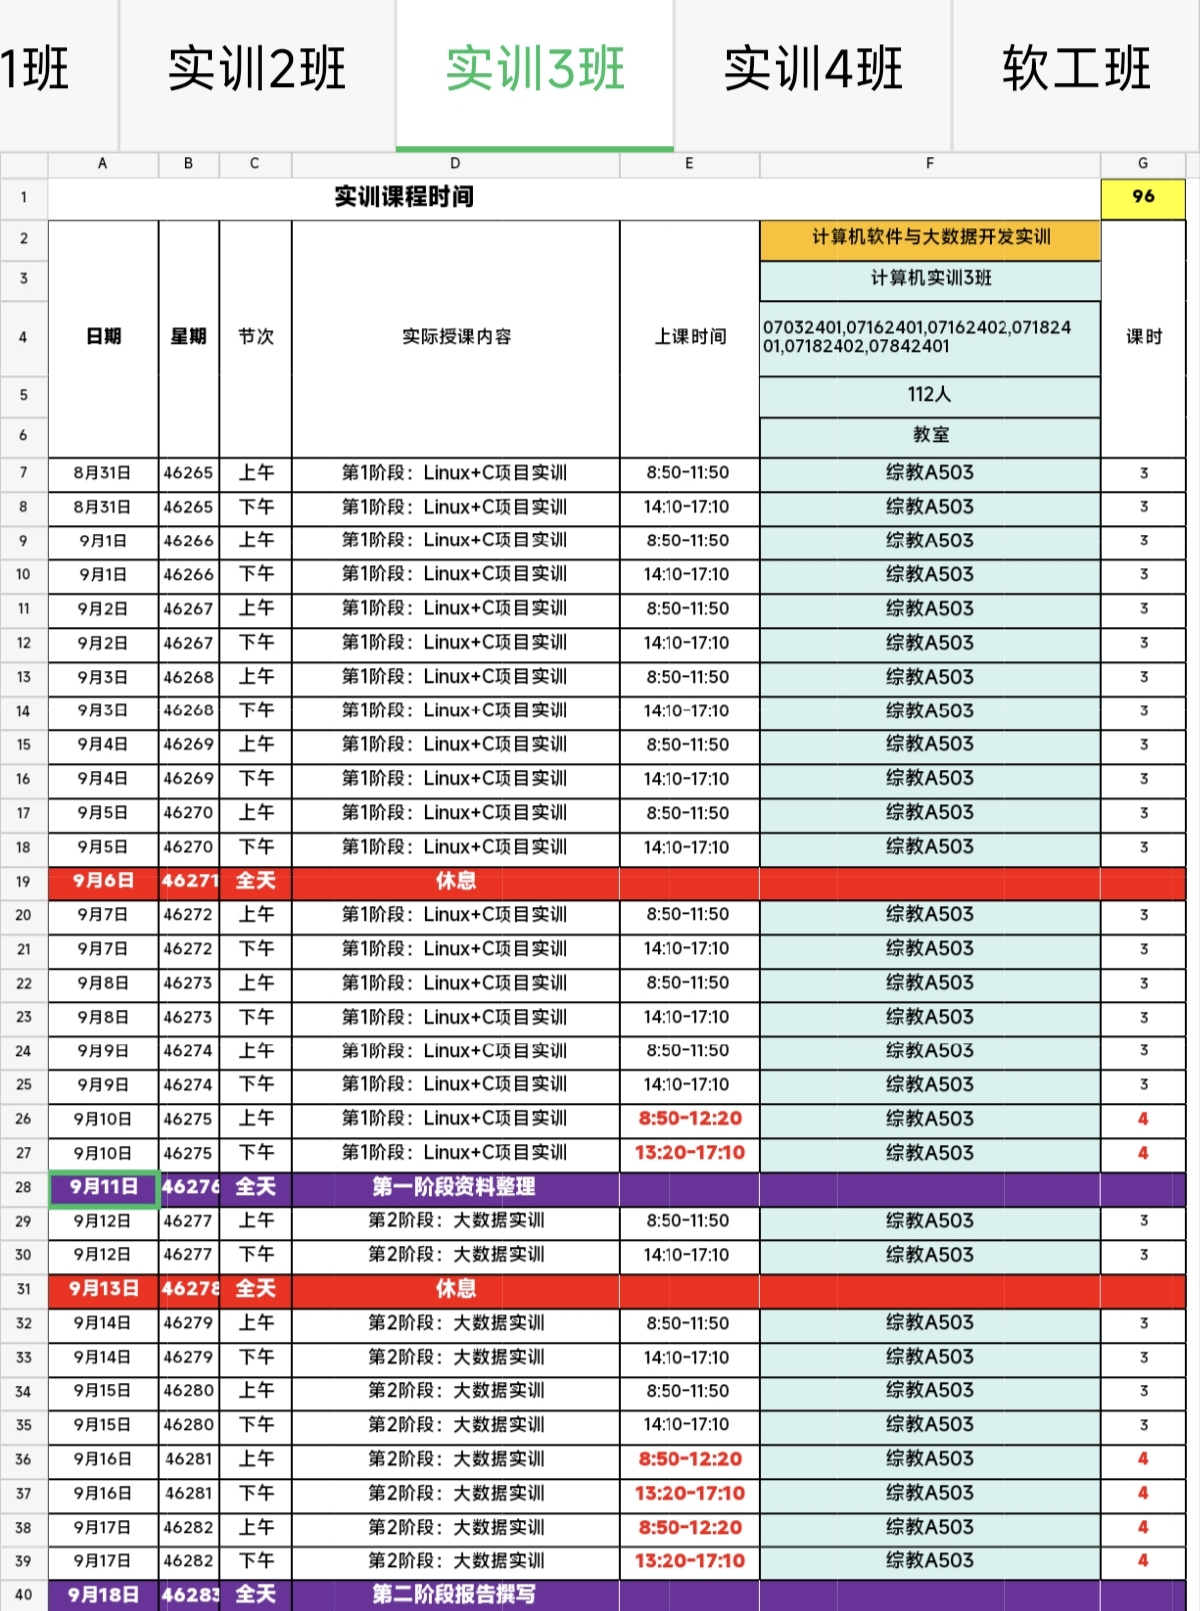 1班 实训2班 实训3班 实训4班 软工班
A B C D E F G
1 实训课程时间 96
2 计算机软件与大数据开发实训
3 计算机实训3班
4 日期 星期 节次 实际授课内容 上课时间 07032401,07162401,07162402,071824 课时
01,07182402,07842401
5 112人
6 教室
7 8月31日 46265 上午 第1阶段：Linux+C项目实训 8:50-11:50 综教A503 3
8 8月31日 46265 下午 第1阶段：Linux+C项目实训 14:10-17:10 综教A503 3
9 9月1日 46266 上午 第1阶段：Linux+C项目实训 8:50-11:50 综教A503 3
10 9月1日 46266 下午 第1阶段：Linux+C项目实训 14:10-17:10 综教A503 3
11 9月2日 46267 上午 第1阶段：Linux+C项目实训 8:50-11:50 综教A503 3
12 9月2日 46267 下午 第1阶段：Linux+C项目实训 14:10-17:10 综教A503 3
13 9月3日 46268 上午 第1阶段：Linux+C项目实训 8:50-11:50 综教A503 3
14 9月3日 46268 下午 第1阶段：Linux+C项目实训 14:10-17:10 综教A503 3
15 9月4日 46269 上午 第1阶段：Linux+C项目实训 8:50-11:50 综教A503 3
16 9月4日 46269 下午 第1阶段：Linux+C项目实训 14:10-17:10 综教A503 3
17 9月5日 46270 上午 第1阶段：Linux+C项目实训 8:50-11:50 综教A503 3
18 9月5日 46270 下午 第1阶段：Linux+C项目实训 14:10-17:10 综教A503 3
19 9月6日 46271 全天 休息
20 9月7日 46272 上午 第1阶段：Linux+C项目实训 8:50-11:50 综教A503 3
21 9月7日 46272 下午 第1阶段：Linux+C项目实训 14:10-17:10 综教A503 3
22 9月8日 46273 上午 第1阶段：Linux+C项目实训 8:50-11:50 综教A503 3
23 9月8日 46273 下午 第1阶段：Linux+C项目实训 14:10-17:10 综教A503 3
24 9月9日 46274 上午 第1阶段：Linux+C项目实训 8:50-11:50 综教A503 3
25 9月9日 46274 下午 第1阶段：Linux+C项目实训 14:10-17:10 综教A503 3
26 9月10日 46275 上午 第1阶段：Linux+C项目实训 8:50-12:20 综教A503 4
27 9月10日 46275 下午 第1阶段：Linux+C项目实训 13:20-17:10 综教A503 4
28 9月11日 46276 全天 第一阶段资料整理
29 9月12日 46277 上午 第2阶段：大数据实训 8:50-11:50 综教A503 3
30 9月12日 46277 下午 第2阶段：大数据实训 14:10-17:10 综教A503 3
31 9月13日 46278 全天 休息
32 9月14日 46279 上午 第2阶段：大数据实训 8:50-11:50 综教A503 3
33 9月14日 46279 下午 第2阶段：大数据实训 14:10-17:10 综教A503 3
34 9月15日 46280 上午 第2阶段：大数据实训 8:50-11:50 综教A503 3
35 9月15日 46280 下午 第2阶段：大数据实训 14:10-17:10 综教A503 3
36 9月16日 46281 上午 第2阶段：大数据实训 8:50-12:20 综教A503 4
37 9月16日 46281 下午 第2阶段：大数据实训 13:20-17:10 综教A503 4
38 9月17日 46282 上午 第2阶段：大数据实训 8:50-12:20 综教A503 4
39 9月17日 46282 下午 第2阶段：大数据实训 13:20-17:10 综教A503 4
40 9月18日 46283 全天 第二阶段报告撰写